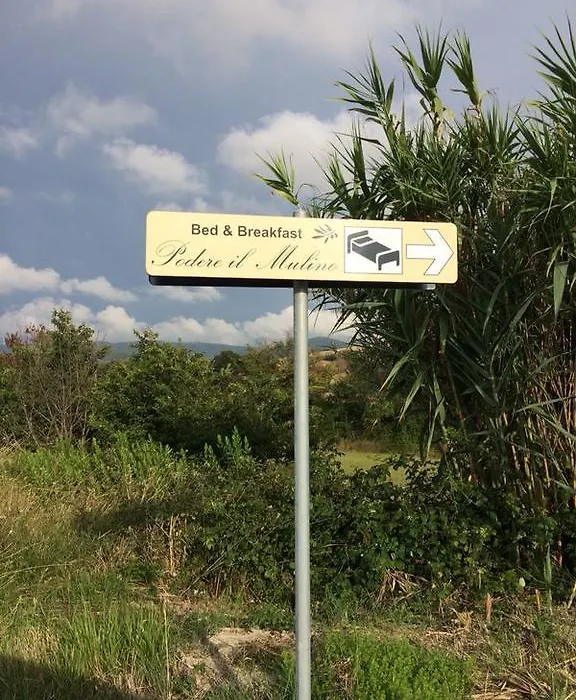 Bed & Breakfast
Podere il Mulino